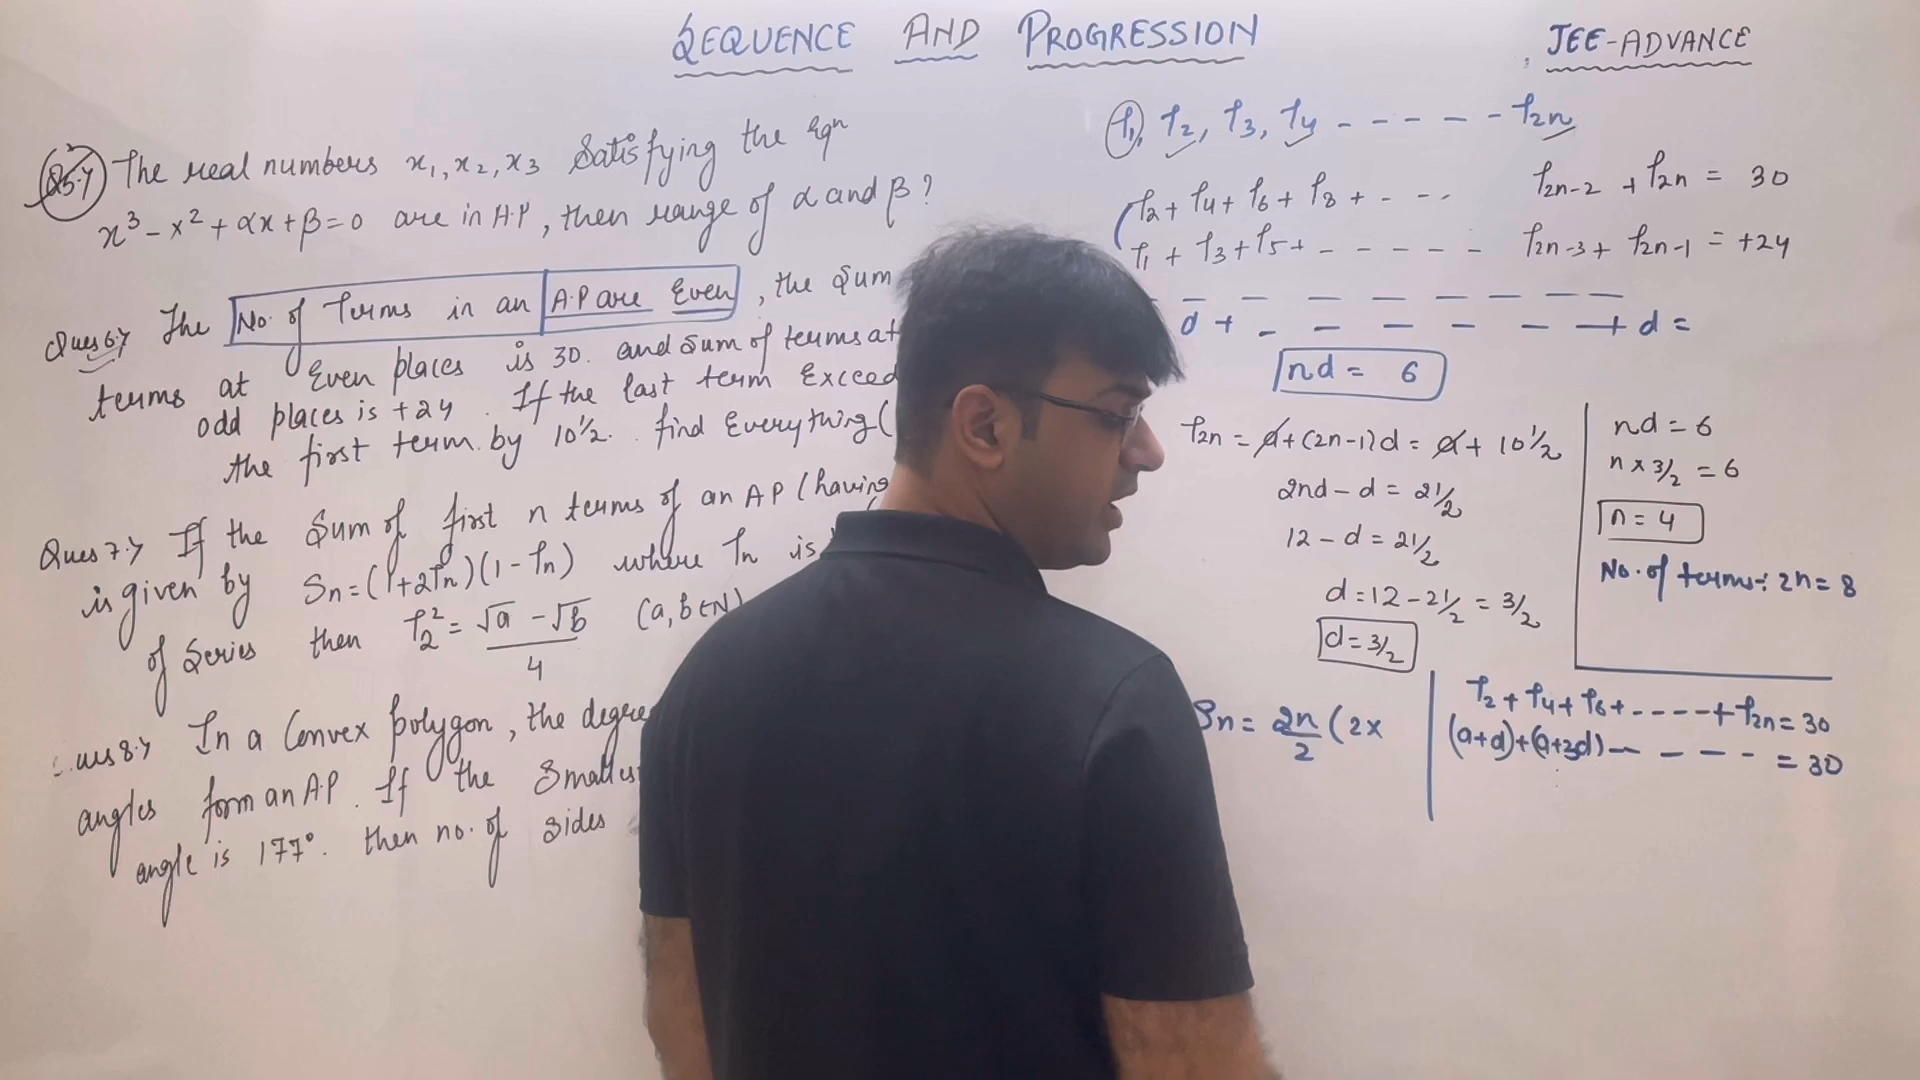 SEQUENCE AND PROGRESSION
JEE-ADVANCE
Q5.> The real numbers x₁, x₂, x₃ Satisfying the Eqn
x³ - x² + αx + β = 0 are in A.P, then range of α and β?
Ques 6.> The No. of Terms in an A.P are Even, the Sum
terms at Even places is 30. and Sum of terms at
odd places is +24. If the last term Exceed
the first term by 10½. find Everything (
Ques 7.> If the Sum of first n terms of an AP (having
is given by Sn = (1+2Tn)(1-Tn) where Tn is
of Series then T₂² = √a - √b / 4 (a, b ∈ N)
8.> In a Convex polygon, the degree
angles form an A.P. If the Smallest
angle is 177°. then no. of sides
T₁, T₂, T₃, T₄ ------ T2n
T₂ + T₄ + T₆ + T₈ + --- T2n-2 + T2n = 30
T₁ + T₃ + T₅ + ------ T2n-3 + T2n-1 = +24
d + ------ + d =
nd = 6
T2n = a + (2n-1)d = a + 10½
2nd - d = 21/2
12 - d = 21/2
d = 12 - 21/2 = 3/2
d = 3/2
nd = 6
n × 3/2 = 6
n = 4
No. of terms: 2n = 8
Sn = 2n/2 (2x
T₂ + T₄ + T₆ + ---- + T2n = 30
(a+d)+(a+3d) ---- = 30